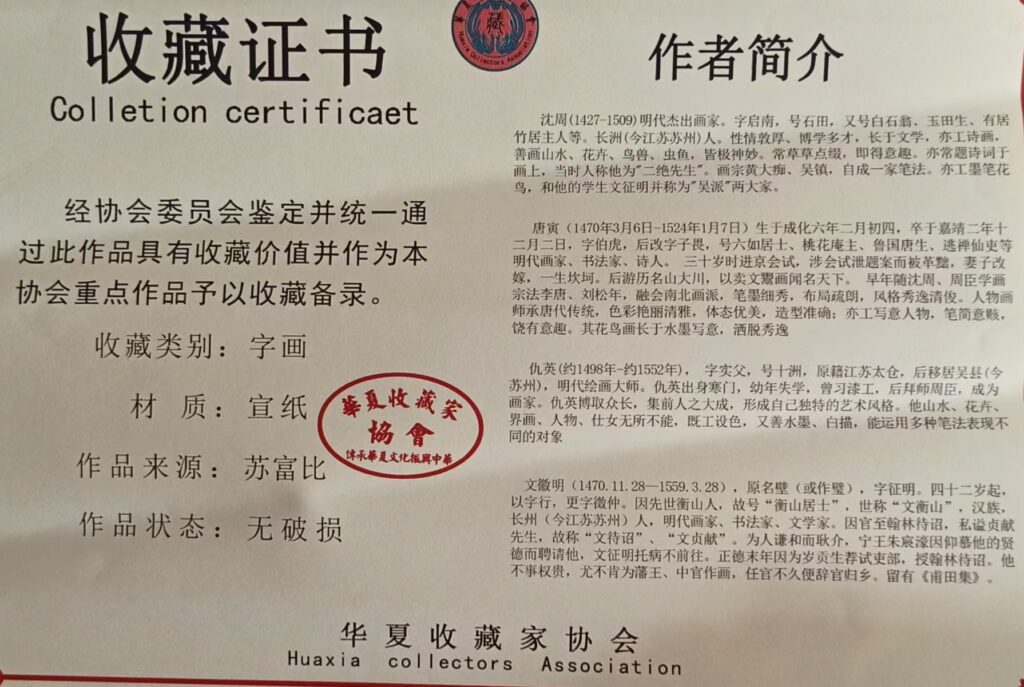 收藏证书
Colletion certificaet
经协会委员会鉴定并统一通
过此作品具有收藏价值并作为本
协会重点作品予以收藏备录。
收藏类别：字画
材 质：宣纸
作品来源：苏富比
作品状态：无破损
華夏收藏家
協會
傳承華夏文化振興中華
藏
Huaxia Collectors Association
作者简介
沈周(1427-1509)明代杰出画家。字启南，号石田，又号白石翁、玉田生、有居
竹居主人等。长洲(今江苏苏州)人。性情敦厚、博学多才，长于文学，亦工诗画，
善画山水、花卉、鸟兽、虫鱼，皆极神妙。常草草点缀，即得意趣。亦常题诗词于
画上，当时人称他为"二绝先生"。画宗黄大痴、吴镇，自成一家笔法。亦工墨笔花
鸟，和他的学生文征明并称为"吴派"两大家。
唐寅（1470年3月6日-1524年1月7日）生于成化六年二月初四，卒于嘉靖二年十
二月二日，字伯虎，后改字子畏，号六如居士、桃花庵主、鲁国唐生、逃禅仙吏等
明代画家、书法家、诗人。 三十岁时进京会试，涉会试泄题案而被革黜，妻子改
嫁，一生坎坷。后游历名山大川，以卖文鬻画闻名天下。 早年随沈周、周臣学画
宗法李唐、刘松年，融会南北画派，笔墨细秀，布局疏朗，风格秀逸清俊。人物画
师承唐代传统，色彩艳丽清雅，体态优美，造型准确；亦工写意人物，笔简意赅，
饶有意趣。其花鸟画长于水墨写意，洒脱秀逸
仇英(约1498年-约1552年)， 字实父，号十洲，原籍江苏太仓，后移居吴县(今
苏州)，明代绘画大师。仇英出身寒门，幼年失学，曾习漆工，后拜师周臣，成为
画家。仇英博取众长，集前人之大成，形成自己独特的艺术风格。他山水、花卉、
界画、人物、仕女无所不能，既工设色，又善水墨、白描，能运用多种笔法表现不
同的对象
文徽明（1470.11.28—1559.3.28），原名壁（或作璧），字征明。四十二岁起，
以字行，更字徵仲。因先世衡山人，故号“衡山居士”，世称“文衡山”，汉族，
长州（今江苏苏州）人，明代画家、书法家、文学家。因官至翰林待诏，私谥贞献
先生，故称“文待诏”、“文贞献”。为人谦和而耿介，宁王朱宸濠因仰慕他的贤
德而聘请他，文征明托病不前往。正德末年因为岁贡生荐试吏部，授翰林待诏。他
不事权贵，尤不肯为藩王、中官作画，任官不久便辞官归乡。留有《甫田集》。
华夏收藏家协会
Huaxia collectors Association